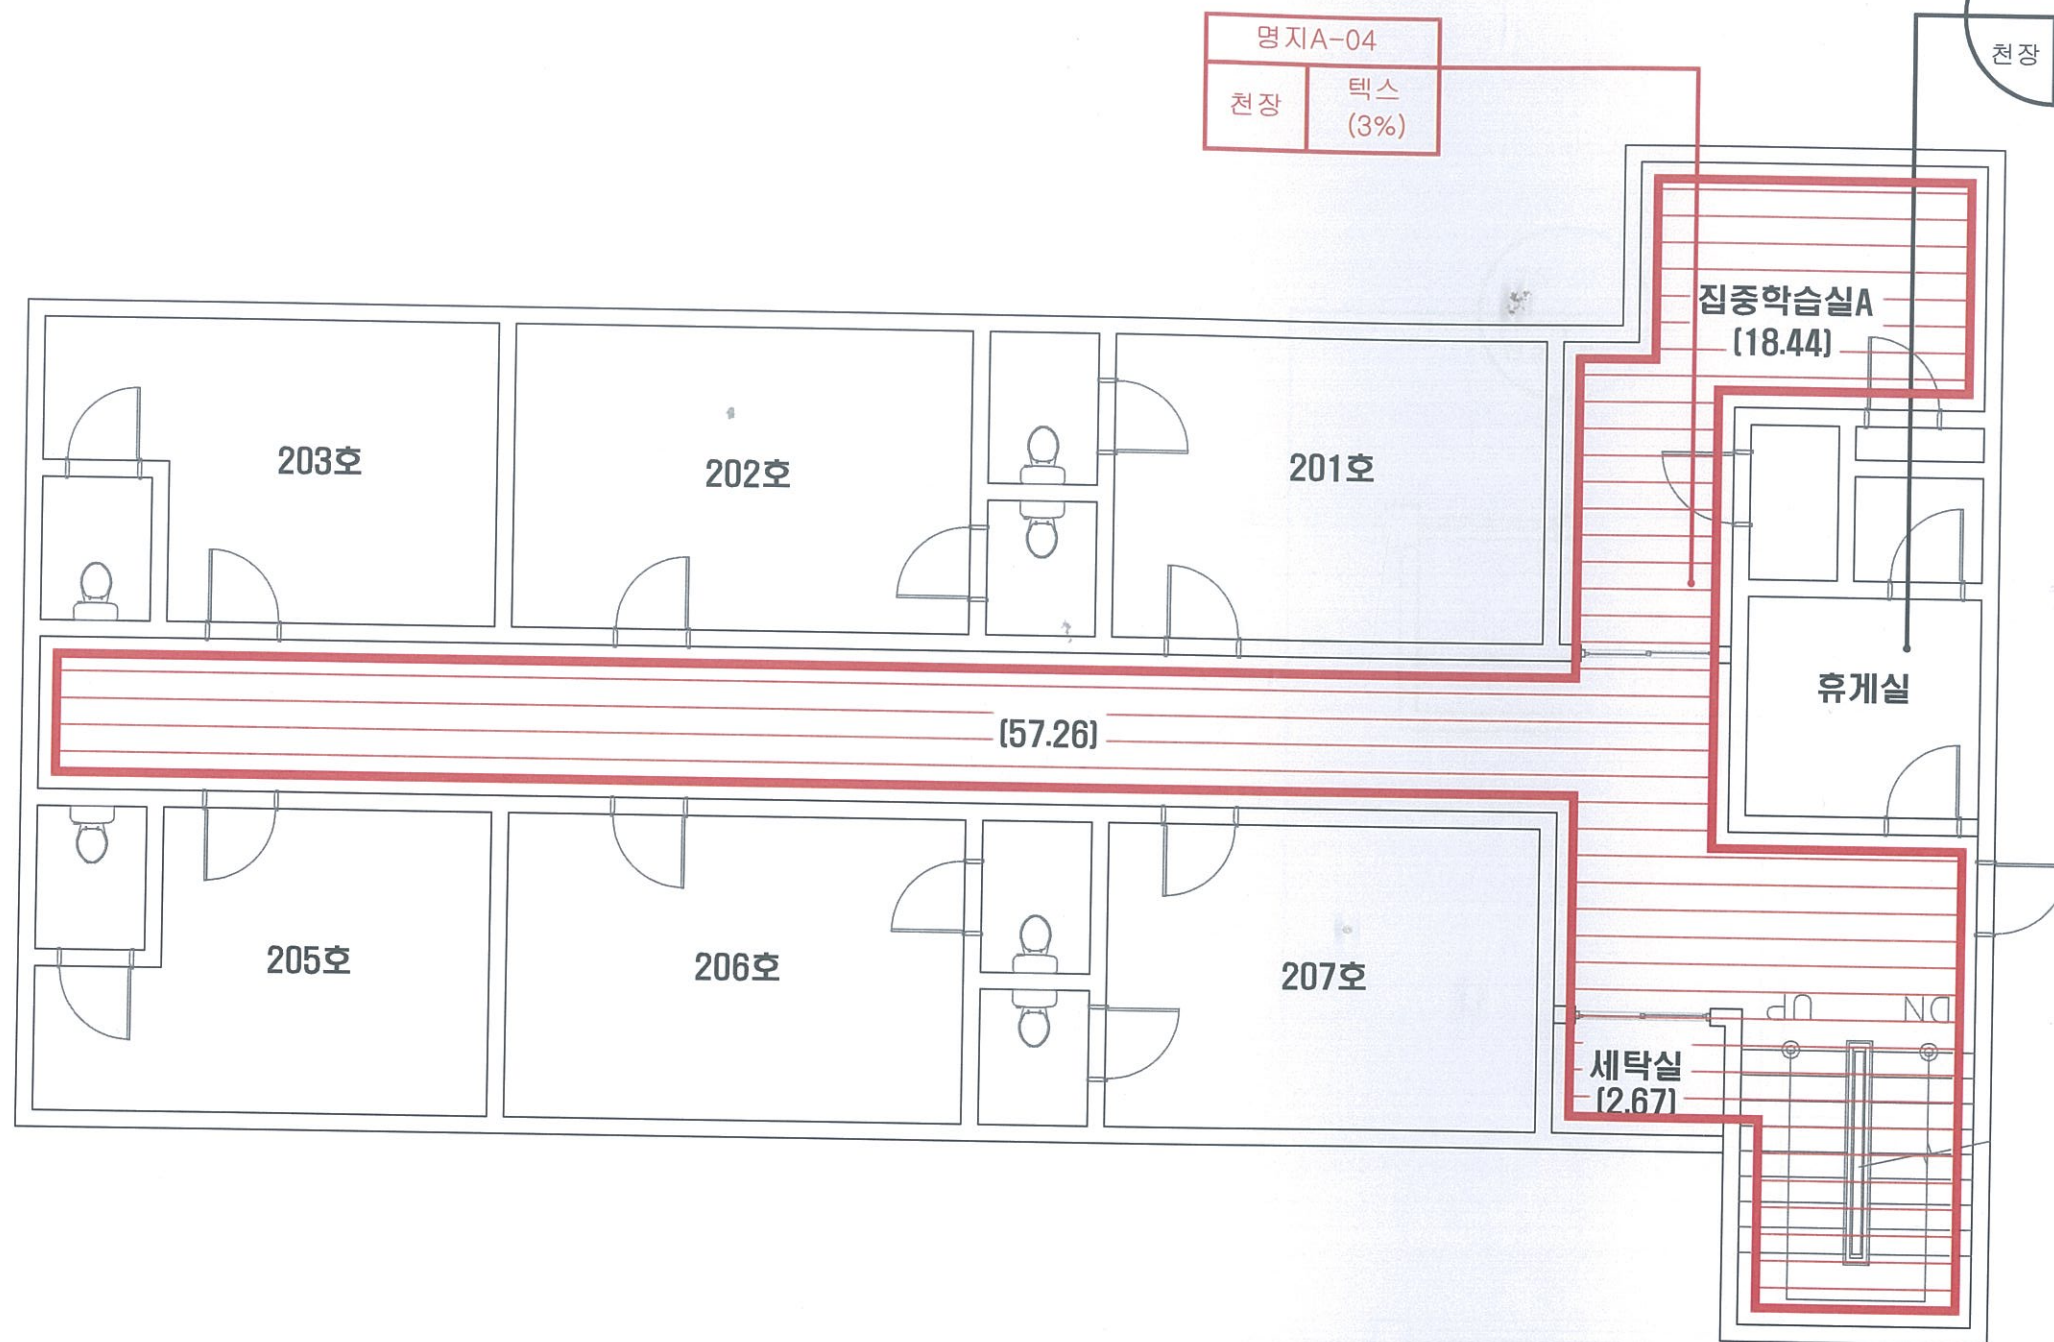 명지A-04
천장
텍스
(3%)
천장
집중학습실A
(18.44)
203호
202호
201호
휴게실
(57.26)
205호
206호
207호
UP
DN
세탁실
(2.67)